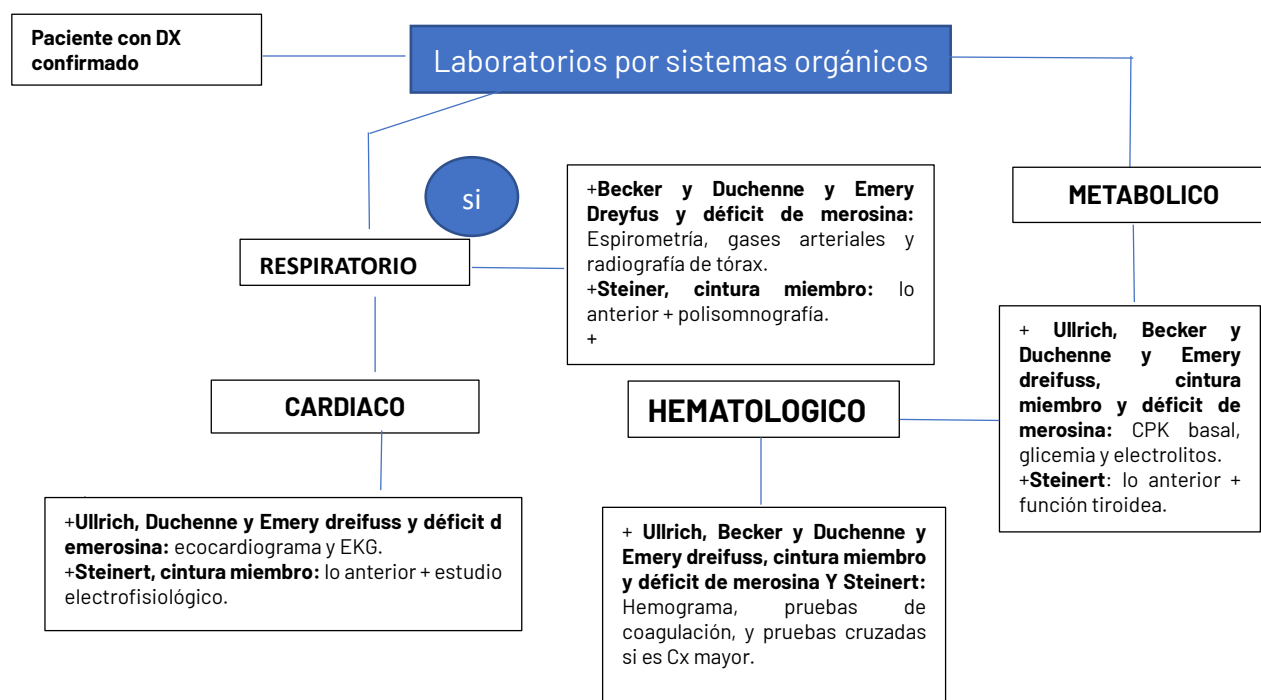 Paciente con DX
confirmado
Laboratorios por sistemas orgánicos
si
+Becker y Duchenne y Emery
Dreyfus y déficit de merosina:
Espirometría, gases arteriales y
radiografía de tórax.
+Steiner, cintura miembro: lo
anterior + polisomnografía.
+
METABOLICO
RESPIRATORIO
+ Ullrich, Becker y
Duchenne y Emery
dreifuss, cintura
miembro y déficit de
merosina: CPK basal,
glicemia y electrolitos.
+Steinert: lo anterior +
función tiroidea.
CARDIACO
HEMATOLOGICO
+Ullrich, Duchenne y Emery dreifuss y déficit d
emerosina: ecocardiograma y EKG.
+Steinert, cintura miembro: lo anterior + estudio
electrofisiológico.
+ Ullrich, Becker y Duchenne y
Emery dreifuss, cintura miembro
y déficit de merosina Y Steinert:
Hemograma, pruebas de
coagulación, y pruebas cruzadas
si es Cx mayor.